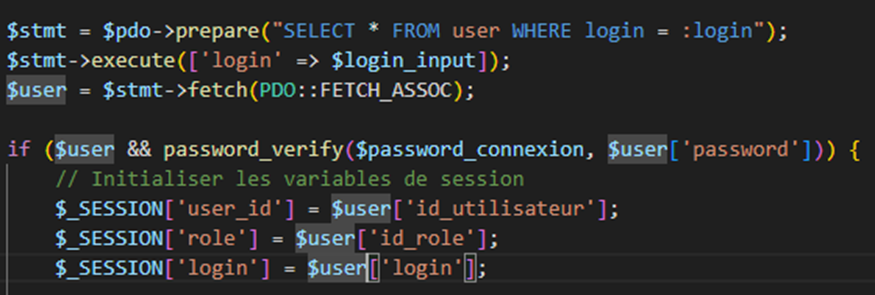 $stmt = $pdo->prepare("SELECT * FROM user WHERE login = :login");
$stmt->execute(['login' => $login_input]);
$user = $stmt->fetch(PDO::FETCH_ASSOC);
if ($user && password_verify($password_connexion, $user['password'])) {
// Initialiser les variables de session
$_SESSION['user_id'] = $user['id_utilisateur'];
$_SESSION['role'] = $user['id_role'];
$_SESSION['login'] = $user['login'];